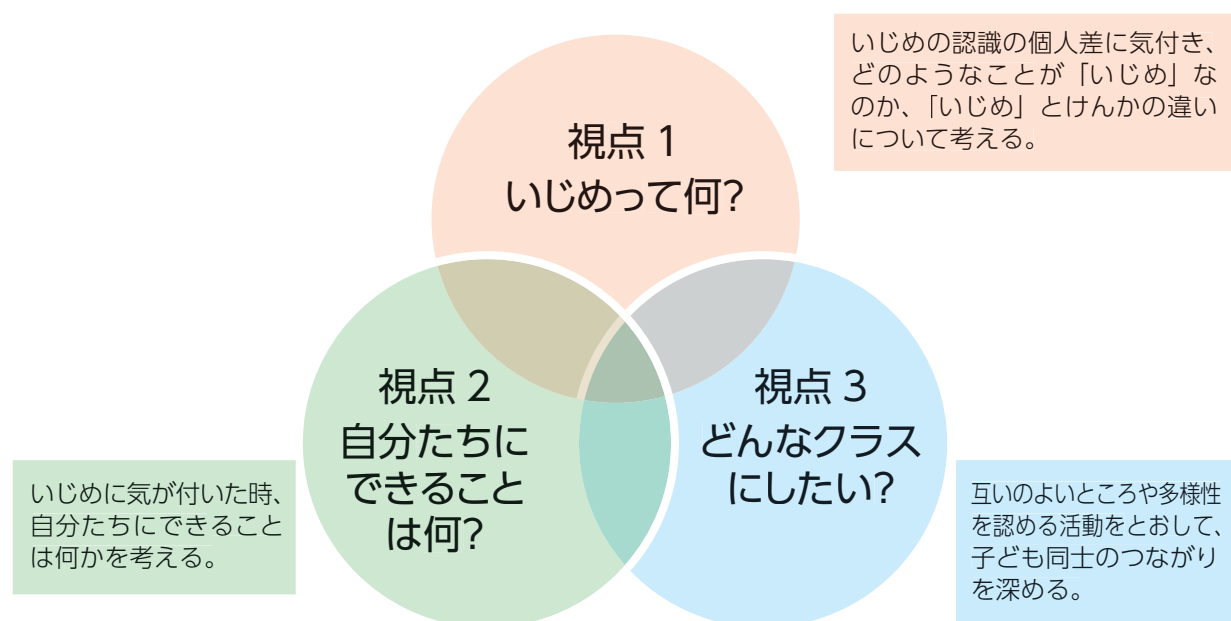 視点 1
いじめって何?
いじめの認識の個人差に気付き、
どのようなことが「いじめ」な
のか、「いじめ」とけんかの違い
について考える。
視点 2
自分たちに
できること
は何?
いじめに気が付いた時、
自分たちにできること
は何かを考える。
視点 3
どんなクラス
にしたい?
互いのよいところや多様性
を認める活動をとおして、
子ども同士のつながり
を深める。